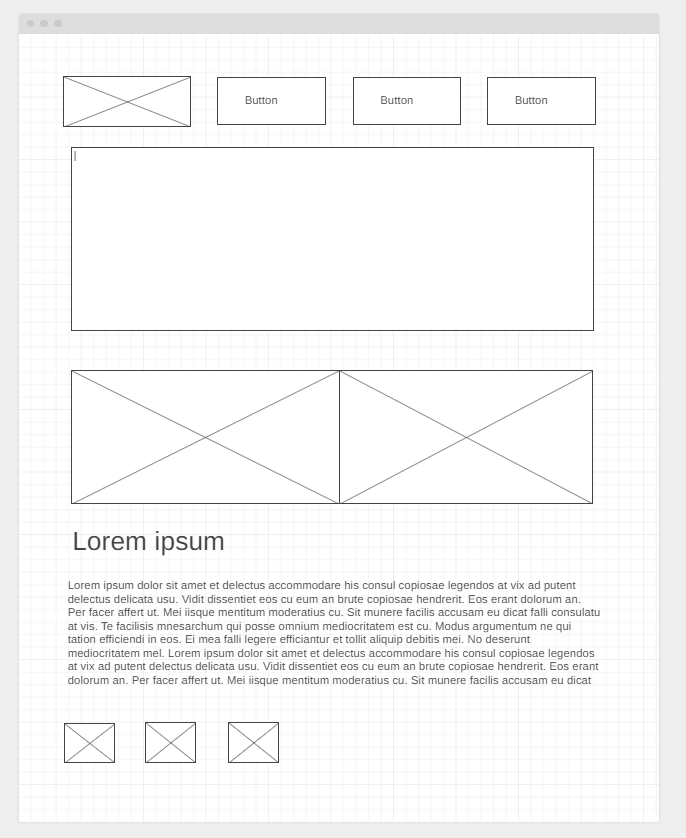 Button
Button
Button
Lorem ipsum
Lorem ipsum dolor sit amet et delectus accommodare his consul copiosae legendos at vix ad putent
delectus delicata usu. Vidit dissentiet eos cu eum an brute copiosae hendrerit. Eos erant dolorum an.
Per facer affert ut. Mei iisque mentitum moderatius cu. Sit munere facilis accusam eu dicat falli consulatu
at vis. Te facilisis mnesarchum qui posse omnium mediocritatem est cu. Modus argumentum ne qui
tation efficiendi in eos. Ei mea falli legere efficiantur et tollit aliquip debitis mei. No deserunt
mediocritatem mel. Lorem ipsum dolor sit amet et delectus accommodare his consul copiosae legendos
at vix ad putent delectus delicata usu. Vidit dissentiet eos cu eum an brute copiosae hendrerit. Eos erant
dolorum an. Per facer affert ut. Mei iisque mentitum moderatius cu. Sit munere facilis accusam eu dicat